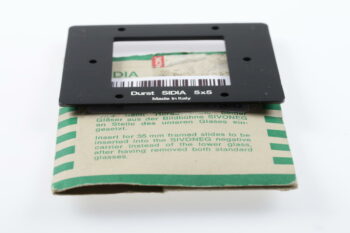 DIA
Durst SIDIA 5x5
Made in Italy
Gläser aus der Bildbühne SIVONEG
an Stelle des unteren Glases ein-
gesetzt.
Insert for 35 mm framed slides to be
inserted into the SIVONEG negative
carrier instead of the lower glass,
after having removed both standard
glasses.